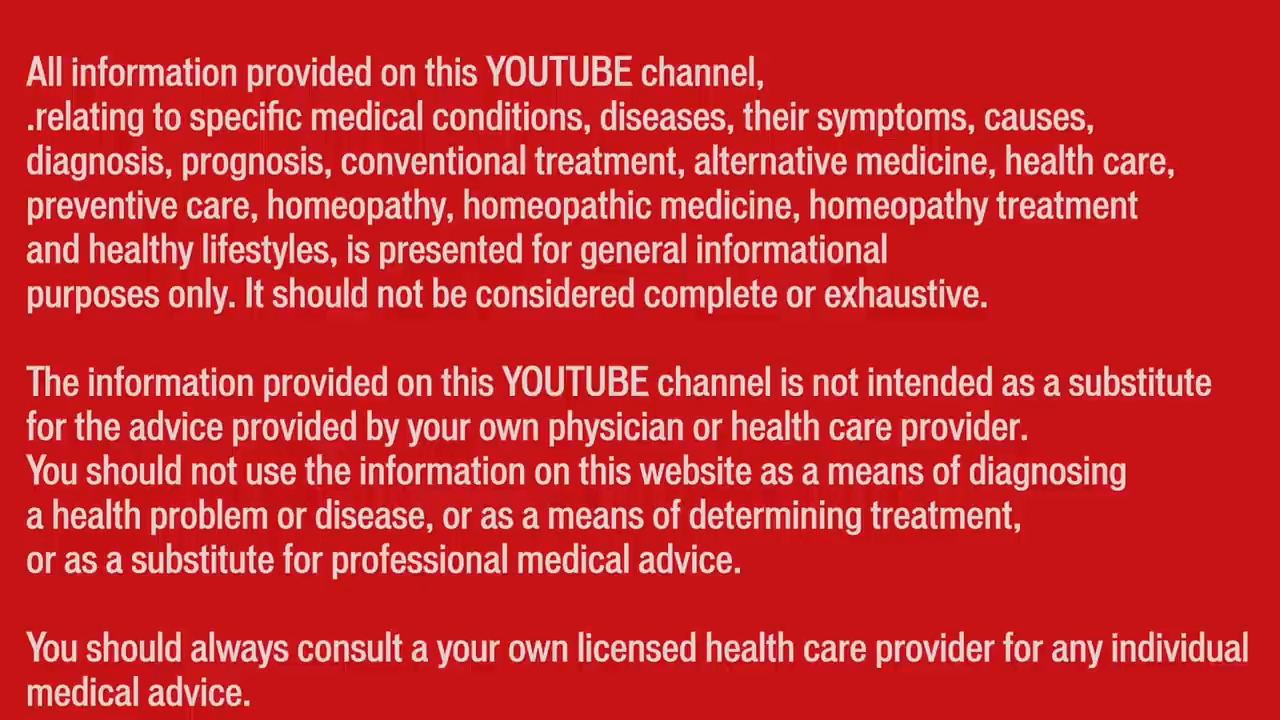 All information provided on this YOUTUBE channel,
.relating to specific medical conditions, diseases, their symptoms, causes,
diagnosis, prognosis, conventional treatment, alternative medicine, health care,
preventive care, homeopathy, homeopathic medicine, homeopathy treatment
and healthy lifestyles, is presented for general informational
purposes only. It should not be considered complete or exhaustive.
The information provided on this YOUTUBE channel is not intended as a substitute
for the advice provided by your own physician or health care provider.
You should not use the information on this website as a means of diagnosing
a health problem or disease, or as a means of determining treatment,
or as a substitute for professional medical advice.
You should always consult a your own licensed health care provider for any individual
medical advice.